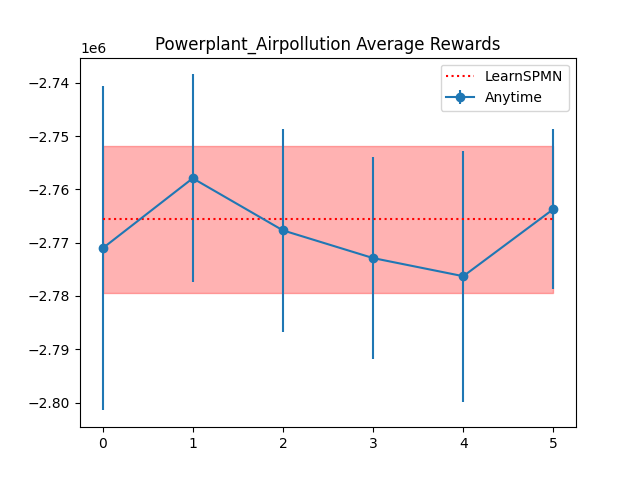 Powerplant_Airpollution Average Rewards
1e6
LearnSPMN
Anytime
−2.74
−2.75
−2.76
−2.77
−2.78
−2.79
−2.80
0 1 2 3 4 5